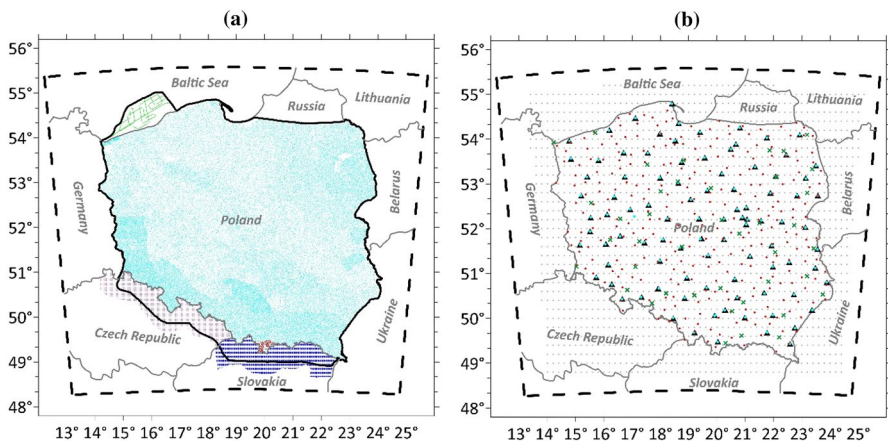 (a)
(b)
56°
55°
54°
53°
52°
51°
50°
49°
48°
Baltic Sea
Lithuania
Russia
Germany
Poland
Belarus
Ukraine
Czech Republic
Slovakia
13° 14° 15° 16° 17° 18° 19° 20° 21° 22° 23° 24° 25°
56°
55°
54°
53°
52°
51°
50°
49°
48°
Baltic Sea
Lithuania
Russia
Germany
Poland
Belarus
Ukraine
Czech Republic
Slovakia
13° 14° 15° 16° 17° 18° 19° 20° 21° 22° 23° 24° 25°